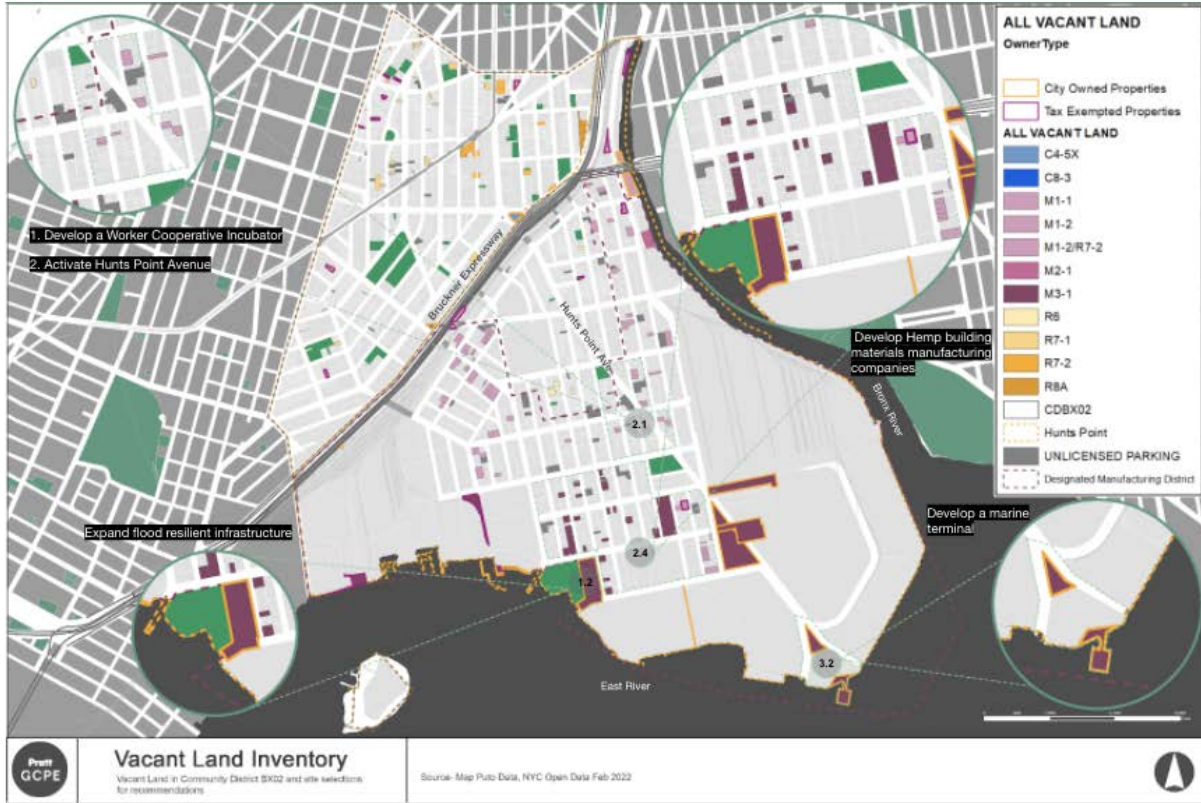 1. Develop a Worker Cooperative Incubator
2. Activate Hunts Point Avenue
Bruckner Expressway
Hunts Point Ave.
Develop Hemp building
materials manufacturing
companies
Bronx River
2.1
Expand flood resilient infrastructure
2.4
1.2
Develop a marine
terminal
3.2
East River
ALL VACANT LAND
OwnerType
City Owned Properties
Tax Exempted Properties
ALL VACANT LAND
C4-5X
C8-3
M1-1
M1-2
M1-2/R7-2
M2-1
M3-1
R6
R7-1
R7-2
R8A
CDBX02
Hunts Point
UNLICENSED PARKING
Designated Manufacturing District
Pratt
GCPE
Vacant Land Inventory
Vacant Land in Community District BX02 and site selections
for recommendations
Source- Map Puto Data, NYC Open Data Feb 2022